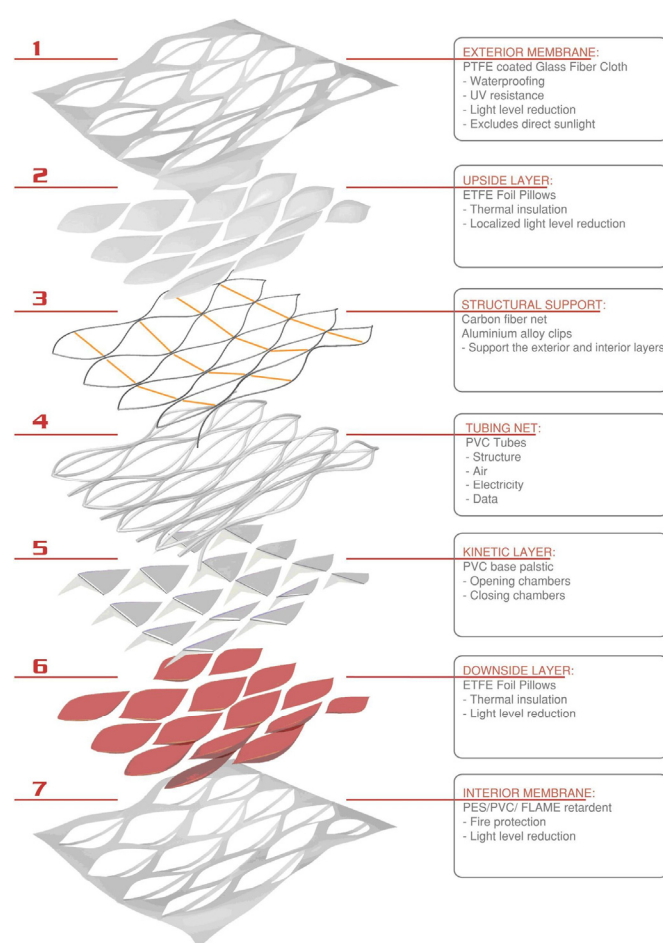 1
EXTERIOR MEMBRANE:
PTFE coated Glass Fiber Cloth
- Waterproofing
- UV resistance
- Light level reduction
- Excludes direct sunlight
2
UPSIDE LAYER:
ETFE Foil Pillows
- Thermal insulation
- Localized light level reduction
3
STRUCTURAL SUPPORT:
Carbon fiber net
Aluminium alloy clips
- Support the exterior and interior layers
4
TUBING NET:
PVC Tubes
- Structure
- Air
- Electricity
- Data
5
KINETIC LAYER:
PVC base palstic
- Opening chambers
- Closing chambers
6
DOWNSIDE LAYER:
ETFE Foil Pillows
- Thermal insulation
- Light level reduction
7
INTERIOR MEMBRANE:
PES/PVC/ FLAME retardent
- Fire protection
- Light level reduction